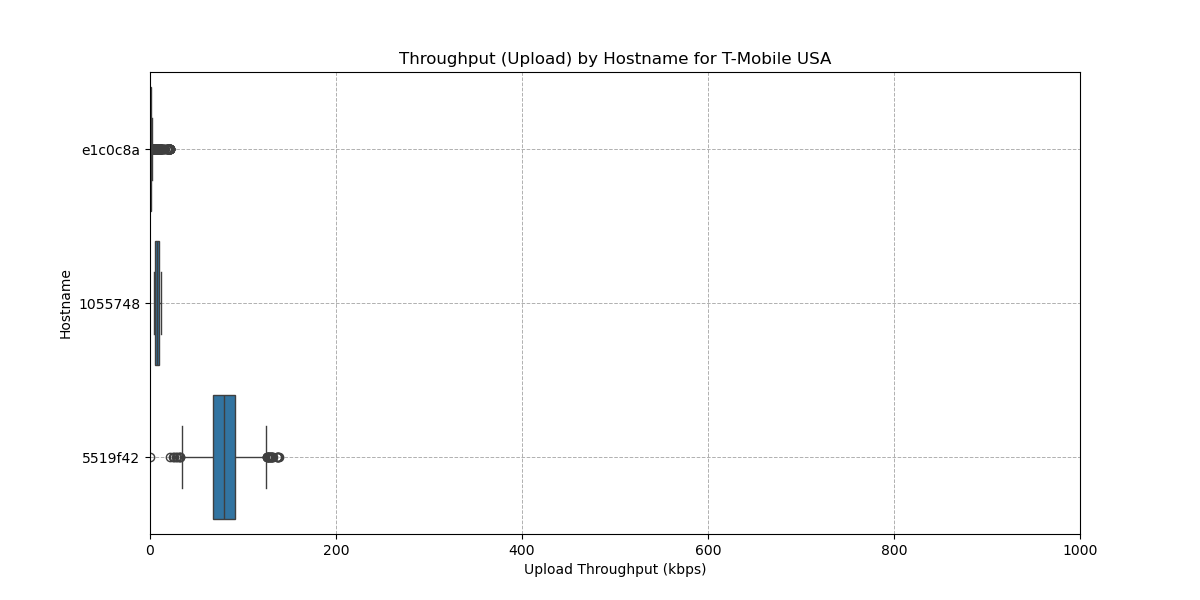 Throughput (Upload) by Hostname for T-Mobile USA
Hostname
e1c0c8a
1055748
5519f42
0 200 400 600 800 1000
Upload Throughput (kbps)